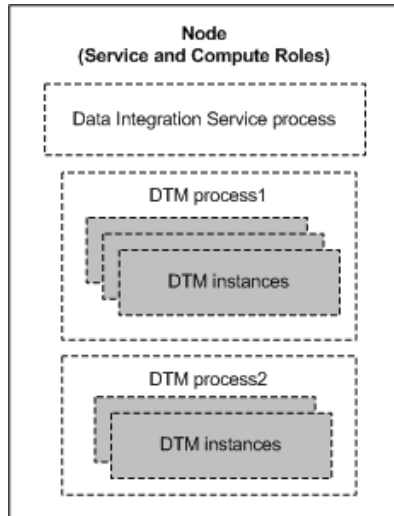 Node
(Service and Compute Roles)
Data Integration Service process
DTM process1
DTM instances
DTM process2
DTM instances